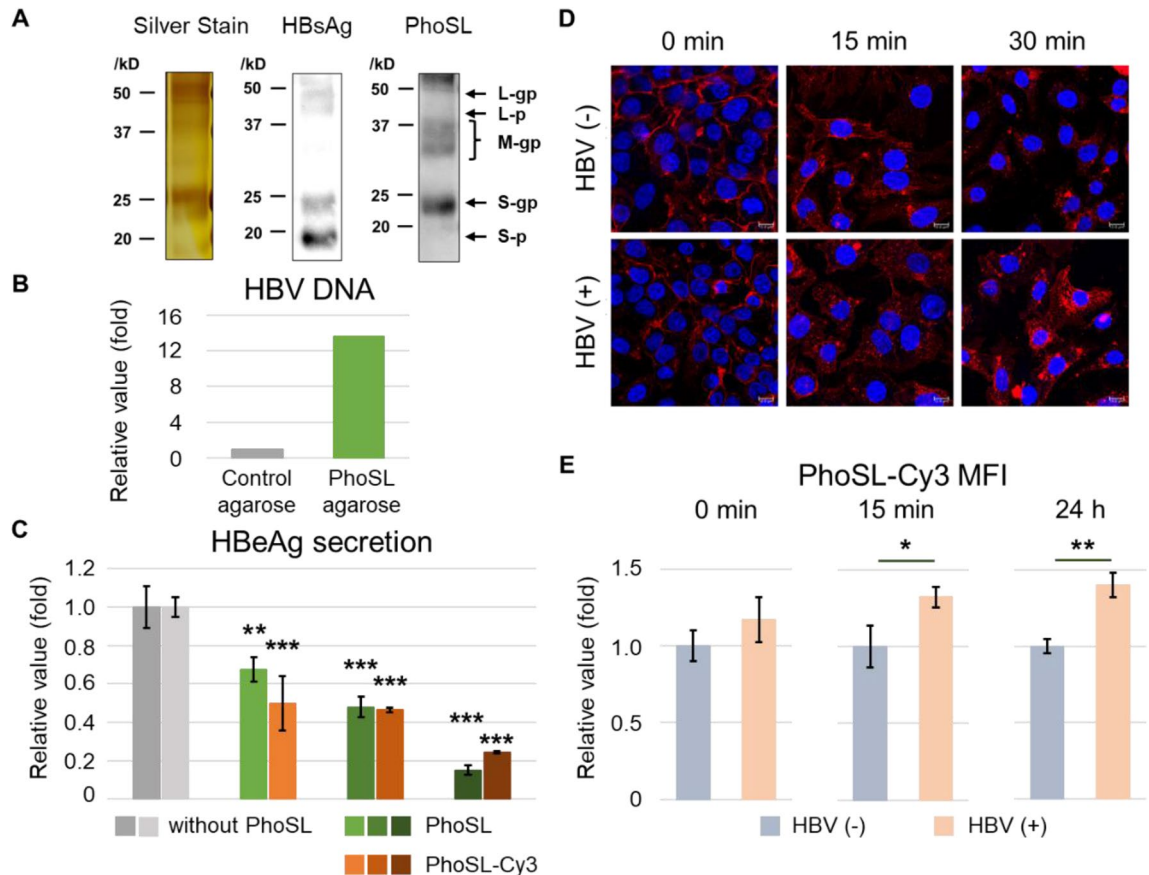 A
Silver Stain HBsAg PhoSL
/kD /kD /kD
50 50 50 L-gp
L-p
37 37 37 M-gp
25 25 25 S-gp
20 20 20 S-p
B
HBV DNA
Relative value (fold)
16
12
8
4
0
Control agarose
PhoSL agarose
C
HBeAg secretion
Relative value (fold)
1.2
1.0
0.8
0.6
0.4
0.2
0
** ***
*** ***
*** ***
without PhoSL PhoSL
PhoSL-Cy3
D
0 min 15 min 30 min
HBV (-)
HBV (+)
E
PhoSL-Cy3 MFI
0 min 15 min 24 h
* **
Relative value (fold)
1.5
1.0
0.5
0
HBV (-) HBV (+)